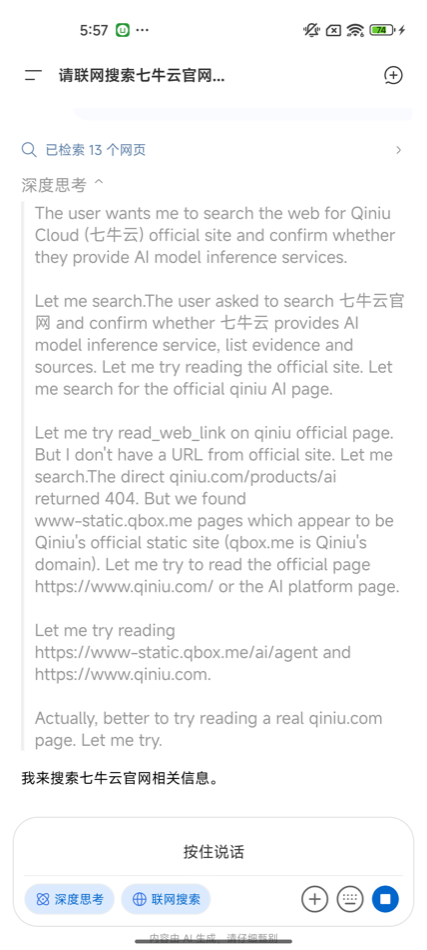 5:57 ···
74
请联网搜索七牛云官网...
已检索 13 个网页
深度思考
The user wants me to search the web for Qiniu
Cloud (七牛云) official site and confirm whether
they provide AI model inference services.
Let me search.The user asked to search 七牛云官
网 and confirm whether 七牛云 provides AI
model inference service, list evidence and
sources. Let me try reading the official site. Let
me search for the official qiniu AI page.
Let me try read_web_link on qiniu official page.
But I don't have a URL from official site. Let me
search.The direct qiniu.com/products/ai
returned 404. But we found
www-static.qbox.me pages which appear to be
Qiniu's official static site (qbox.me is Qiniu's
domain). Let me try to read the official page
https://www.qiniu.com/ or the AI platform page.
Let me try reading
https://www-static.qbox.me/ai/agent and
https://www.qiniu.com.
Actually, better to try reading a real qiniu.com
page. Let me try.
我来搜索七牛云官网相关信息。
按住说话
深度思考 联网搜索
内容由 AI 生成，请仔细甄别